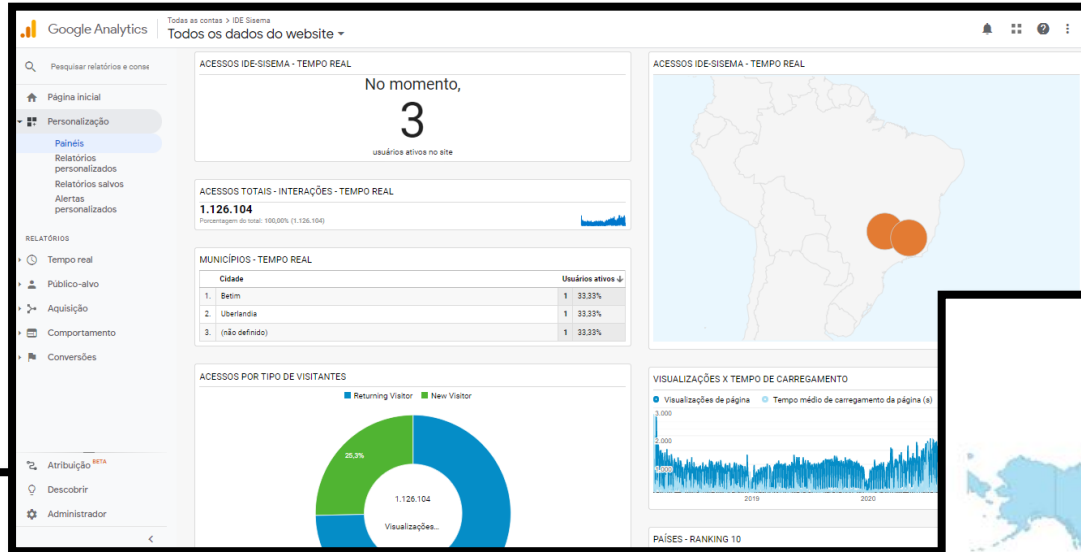 Google Analytics
Todas as contas > IDE Sisema
Todos os dados do website
Pesquisar relatórios e conse
Página inicial
Personalização
Painéis
Relatórios
personalizados
Relatórios salvos
Alertas
personalizados
RELATÓRIOS
Tempo real
Público-alvo
Aquisição
Comportamento
Conversões
Atribuição BETA
Descobrir
Administrador
ACESSOS IDE-SISEMA - TEMPO REAL
No momento,
3
usuários ativos no site
ACESSOS TOTAIS - INTERAÇÕES - TEMPO REAL
1.126.104
Porcentagem do total: 100,00% (1.126.104)
MUNICÍPIOS - TEMPO REAL
Cidade Usuários ativos
1. Betim 1 33,33%
2. Uberlandia 1 33,33%
3. (não definido) 1 33,33%
ACESSOS POR TIPO DE VISITANTES
Returning Visitor New Visitor
25,3%
1.126.104
Visualizações...
ACESSOS IDE-SISEMA - TEMPO REAL
VISUALIZAÇÕES X TEMPO DE CARREGAMENTO
Visualizações de página Tempo médio de carregamento da página (s)
3.000
2.000
1.000
2019 2020
PAÍSES - RANKING 10